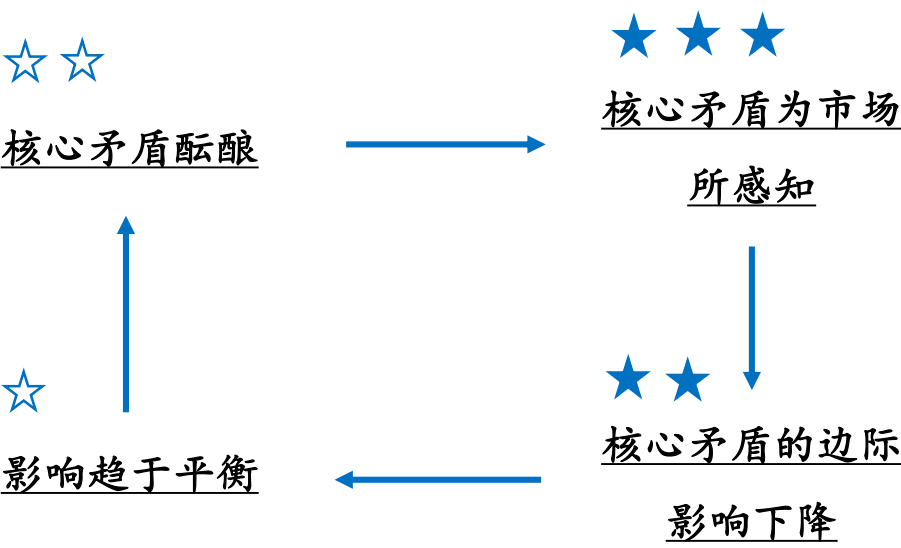 核心矛盾酝酿
核心矛盾为市场
所感知
影响趋于平衡
核心矛盾的边际
影响下降